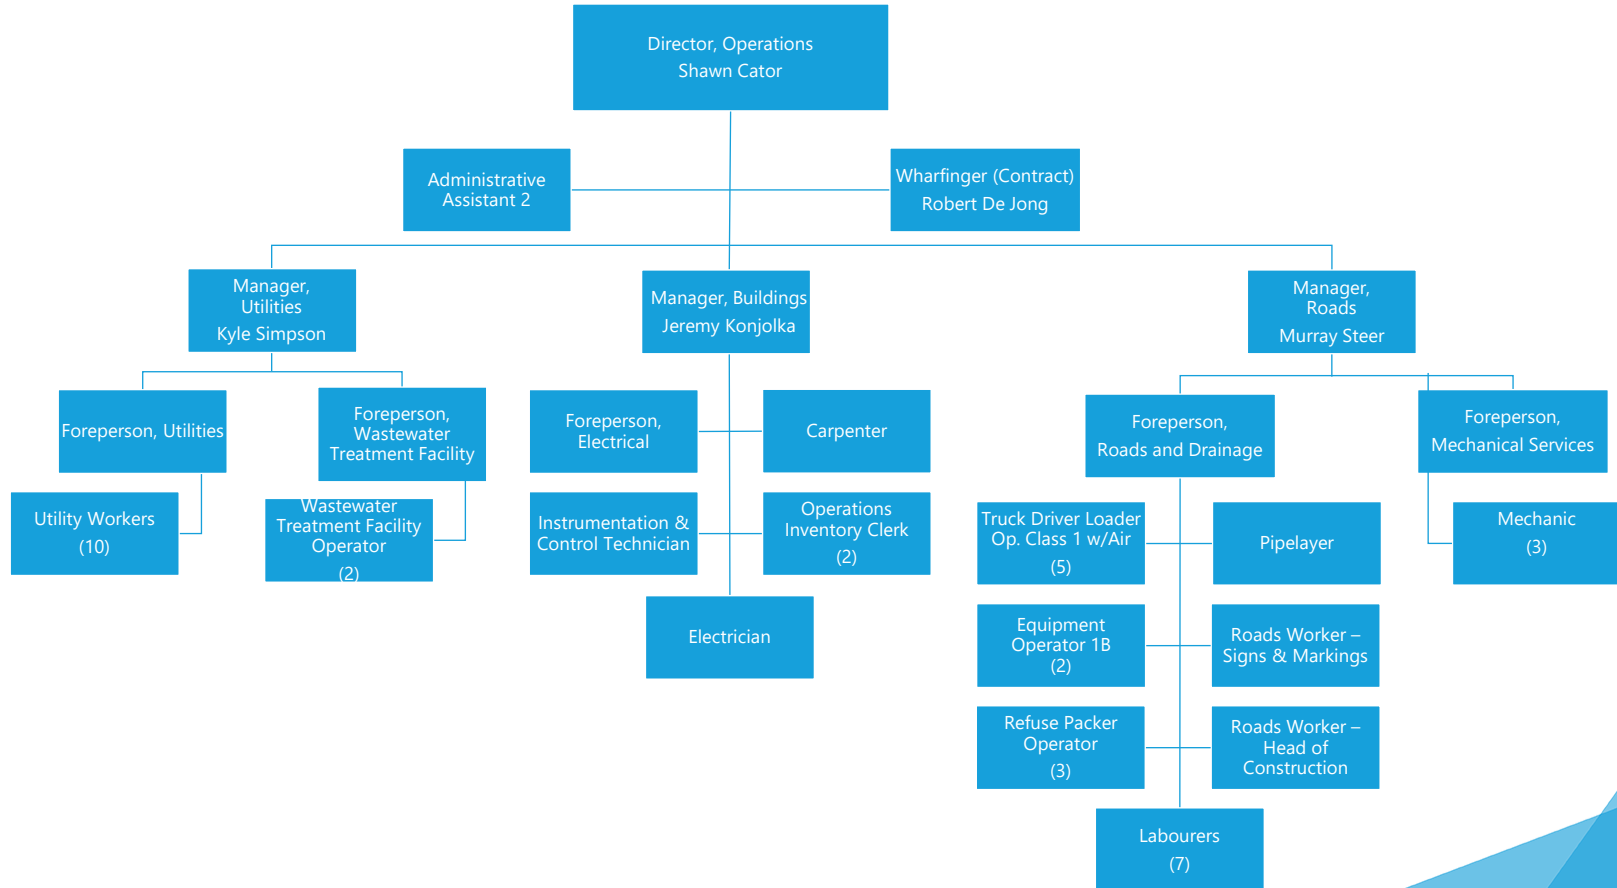 Director, Operations
Shawn Cator
Administrative
Assistant 2
Wharfinger (Contract)
Robert De Jong
Manager,
Utilities
Kyle Simpson
Manager, Buildings
Jeremy Konjolka
Manager,
Roads
Murray Steer
Foreperson, Utilities
Foreperson,
Wastewater
Treatment Facility
Utility Workers
(10)
Wastewater
Treatment Facility
Operator
(2)
Foreperson,
Electrical
Carpenter
Instrumentation &
Control Technician
Operations
Inventory Clerk
(2)
Electrician
Foreperson,
Roads and Drainage
Foreperson,
Mechanical Services
Truck Driver Loader
Op. Class 1 w/Air
(5)
Pipelayer
Mechanic
(3)
Equipment
Operator 1B
(2)
Roads Worker –
Signs & Markings
Refuse Packer
Operator
(3)
Roads Worker –
Head of
Construction
Labourers
(7)